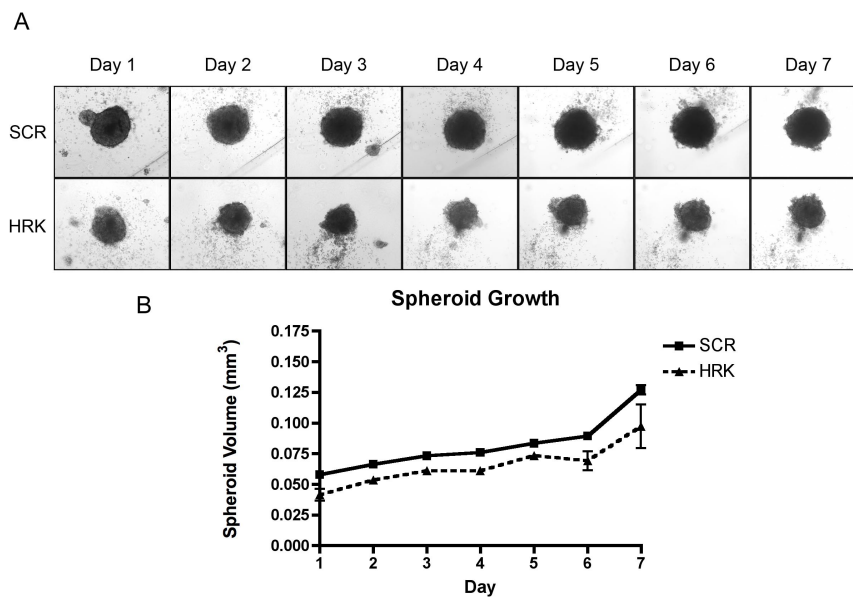 A
Day 1 Day 2 Day 3 Day 4 Day 5 Day 6 Day 7
SCR
HRK
B
Spheroid Growth
Spheroid Volume (mm³)
0.175
0.150
0.125
0.100
0.075
0.050
0.025
0.000
1 2 3 4 5 6 7
Day
SCR
HRK